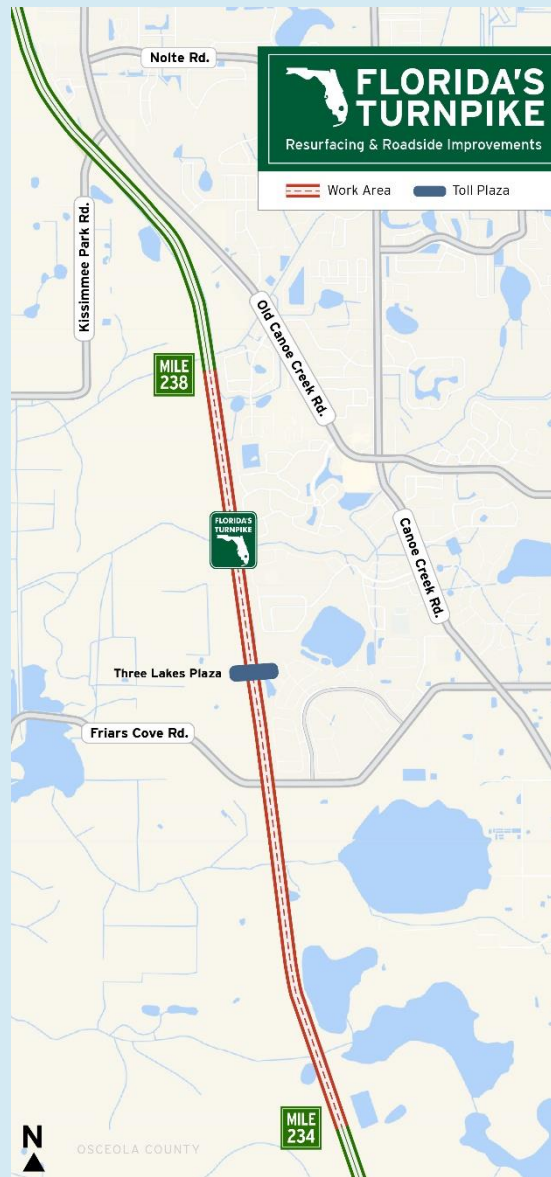 Nolte Rd.
FLORIDA'S
TURNPIKE
Resurfacing & Roadside Improvements
Work Area
Toll Plaza
Kissimmee Park Rd.
Old Canoe Creek Rd.
MILE
238
FLORIDA'S
TURNPIKE
Canoe Creek Rd.
Three Lakes Plaza
Friars Cove Rd.
MILE
234
N
OSCEOLA COUNTY